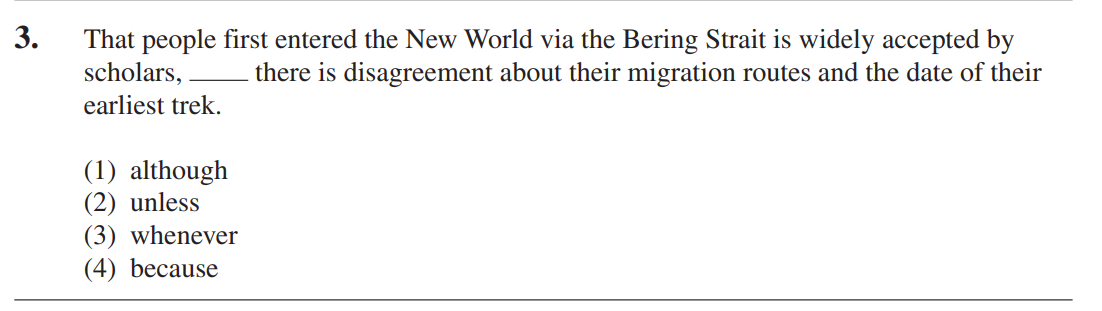 3. That people first entered the New World via the Bering Strait is widely accepted by
scholars, ____ there is disagreement about their migration routes and the date of their
earliest trek.
(1) although
(2) unless
(3) whenever
(4) because